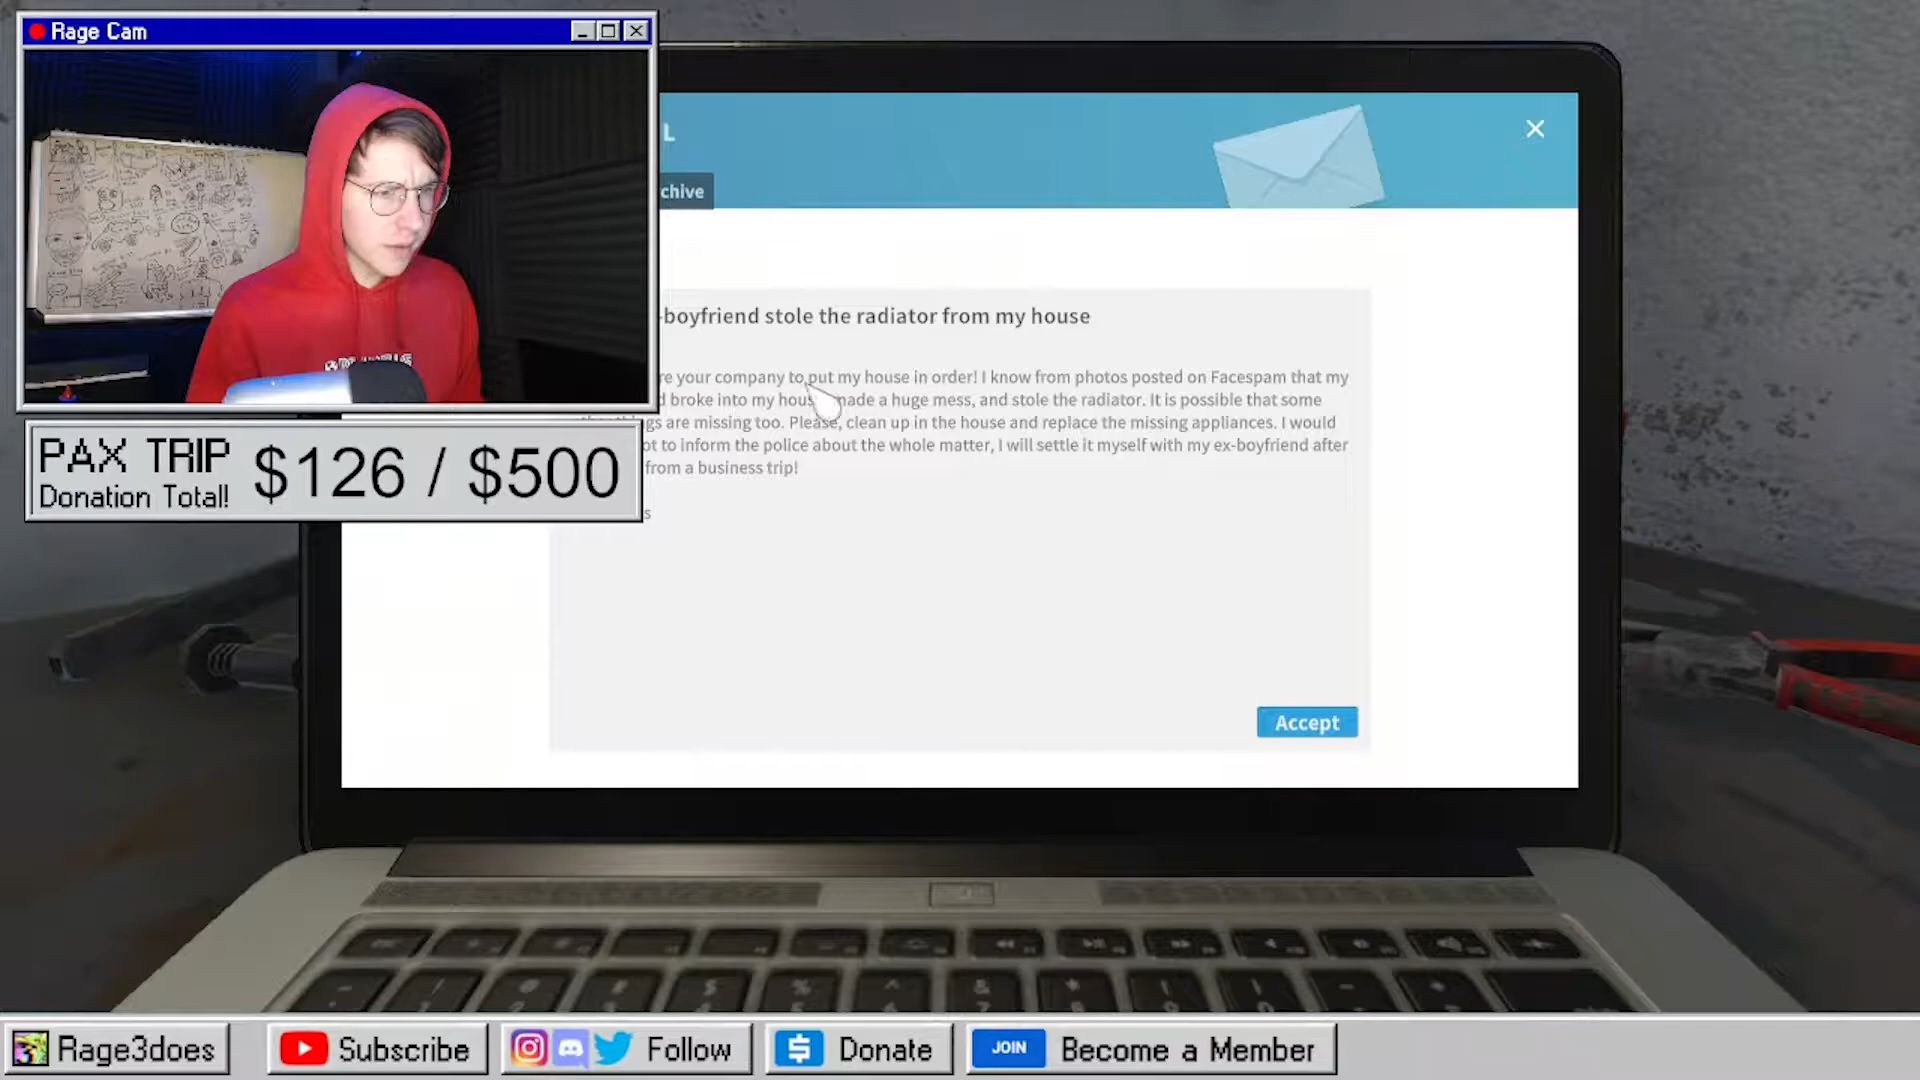 Rage Cam
L
chive
-boyfriend stole the radiator from my house
re your company to put my house in order! I know from photos posted on Facespam that my
d broke into my hous made a huge mess, and stole the radiator. It is possible that some
gs are missing too. Please, clean up in the house and replace the missing appliances. I would
ot to inform the police about the whole matter, I will settle it myself with my ex-boyfriend after
from a business trip!
s
Accept
PAX TRIP
Donation Total!
$126 / $500
Rage3does
Subscribe
Follow
Donate
JOIN
Become a Member